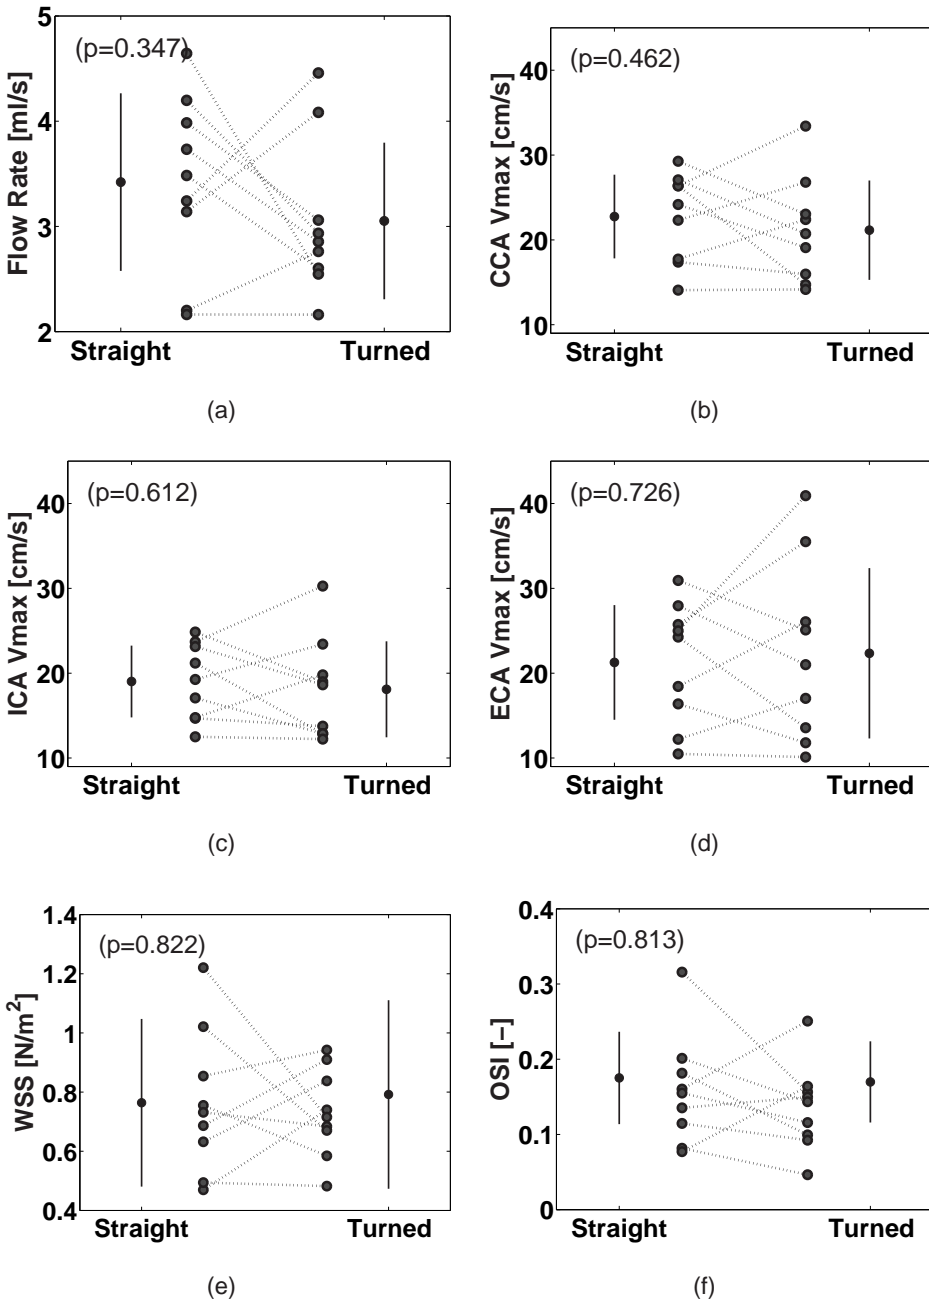 5
4
3
2
Flow Rate [ml/s]
(p=0.347)
Straight
Turned
(a)
40
30
20
10
CCA Vmax [cm/s]
(p=0.462)
Straight
Turned
(b)
40
30
20
10
ICA Vmax [cm/s]
(p=0.612)
Straight
Turned
(c)
40
30
20
10
ECA Vmax [cm/s]
(p=0.726)
Straight
Turned
(d)
1.4
1.2
1
0.8
0.6
0.4
WSS [N/m²]
(p=0.822)
Straight
Turned
(e)
0.4
0.3
0.2
0.1
0
OSI [−]
(p=0.813)
Straight
Turned
(f)